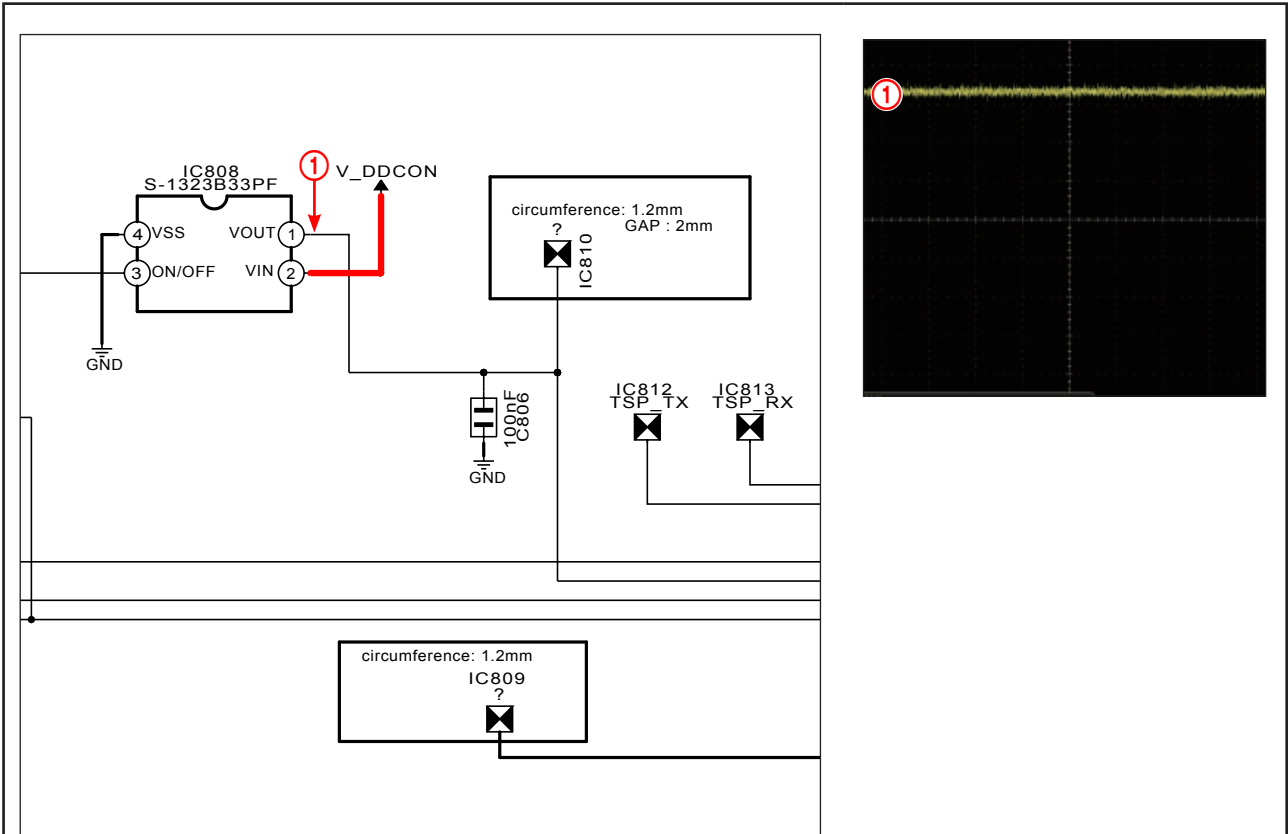 IC808
S-1323B33PF
1
V_DDCON
4
VSS
VOUT
1
3
ON/OFF
VIN
2
GND
circumference: 1.2mm
GAP : 2mm
?
IC810
100nF
C806
GND
IC812
TSP_TX
IC813
TSP_RX
circumference: 1.2mm
IC809
?
1